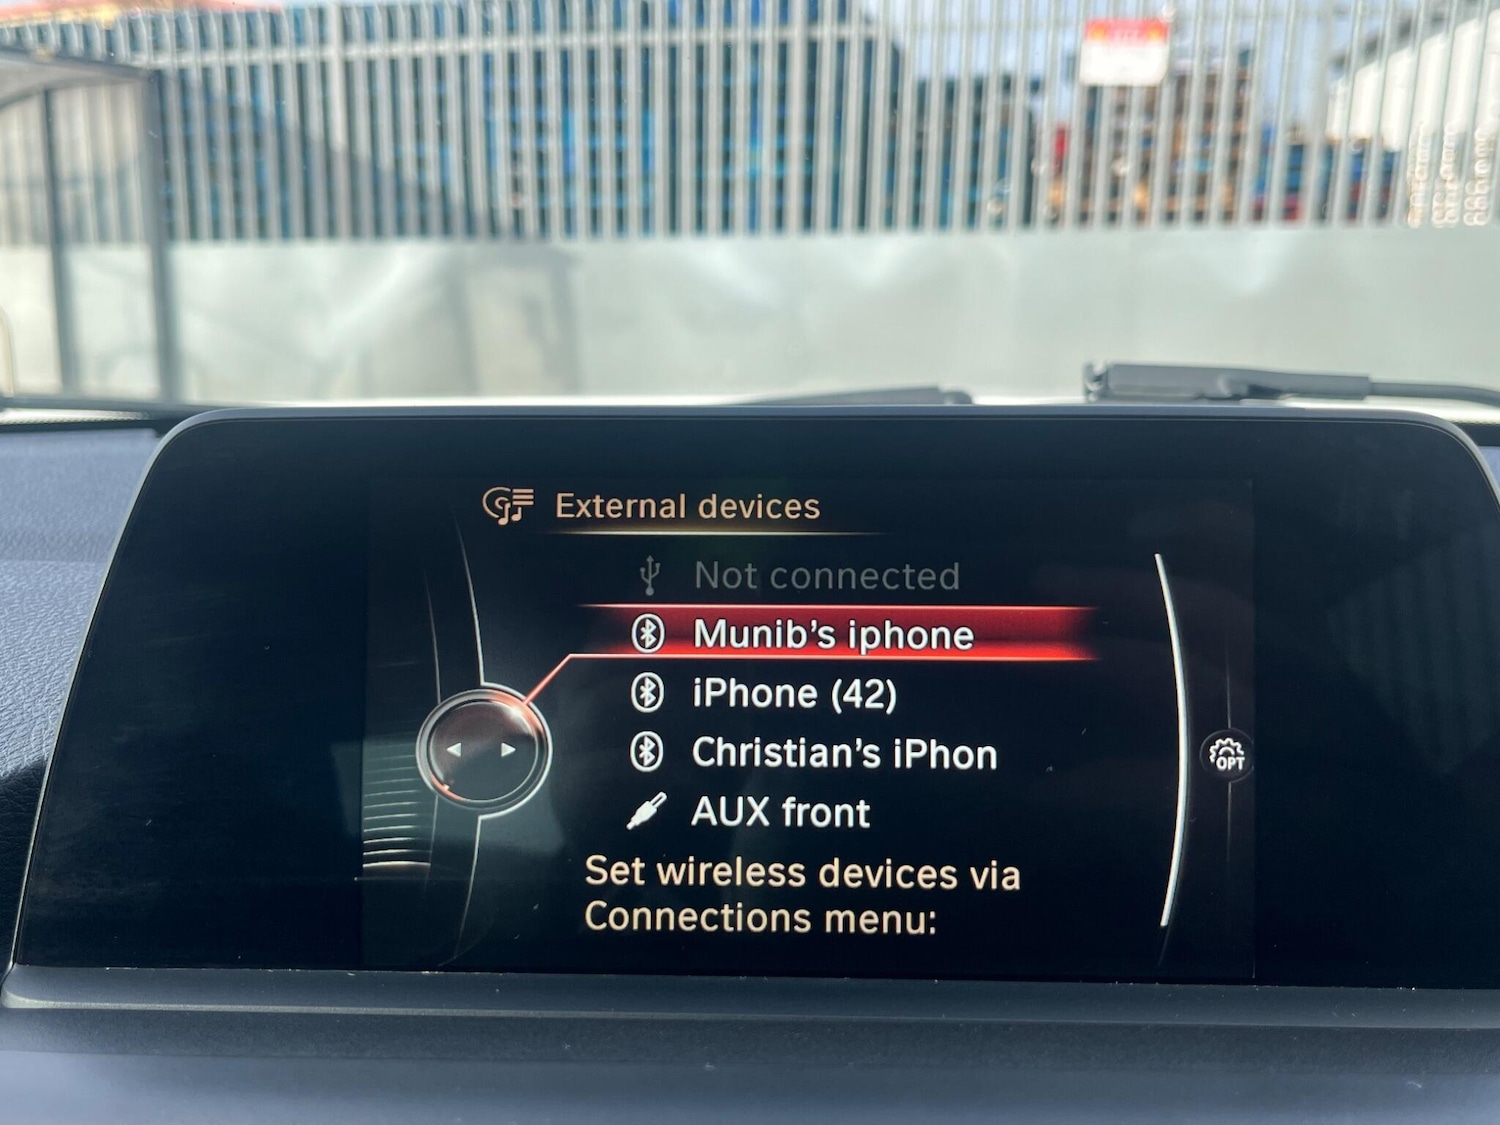 External devices
Not connected
Munib's iphone
iPhone (42)
Christian's iPhon
AUX front
OPT
Set wireless devices via
Connections menu: